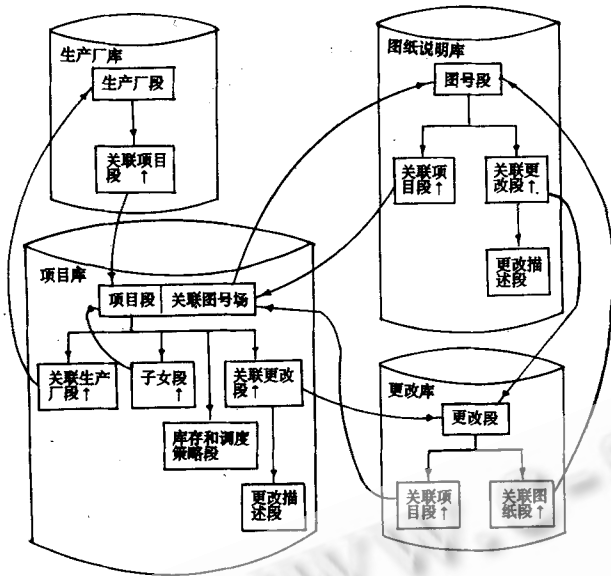 生产厂库
生产厂段
关联项目
段↑
项目库
项目段
关联图号场
关联生产
厂段↑
子女段
↑
关联更改
段↑
库存和调度
策略段
更改描
述段
图纸说明库
图号段
关联项
目段↑
关联更
改段↑
更改描
述段
更改库
更改段
关联项
目段↑
关联图
纸段↑